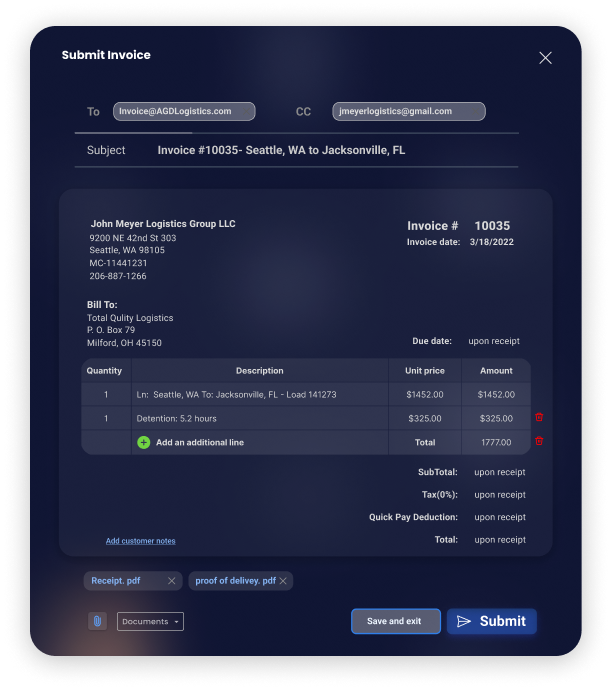 Submit Invoice
To Invoice@AGDLogistics.com CC jmeyerlogistics@gmail.com
Subject Invoice #10035- Seattle, WA to Jacksonville, FL
John Meyer Logistics Group LLC
9200 NE 42nd St 303
Seattle, WA 98105
MC-11441231
206-887-1266
Invoice # 10035
Invoice date: 3/18/2022
Bill To:
Total Qulity Logistics
P. O. Box 79
Milford, OH 45150
Due date: upon receipt
Quantity Description Unit price Amount
1 Ln: Seattle, WA To: Jacksonville, FL - Load 141273 $1452.00 $1452.00
1 Detention: 5.2 hours $325.00 $325.00
Add an additional line Total 1777.00
SubTotal: upon receipt
Tax(0%): upon receipt
Quick Pay Deduction: upon receipt
Add customer notes Total: upon receipt
Receipt. pdf proof of delivey. pdf
Documents Save and exit Submit